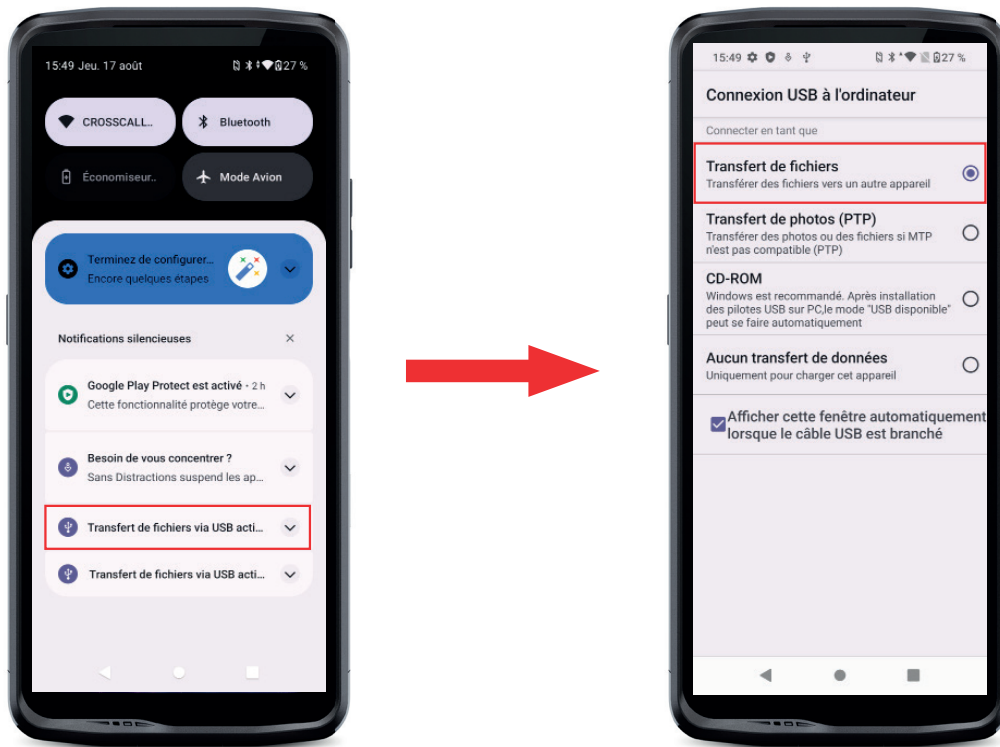 15:49 Jeu. 17 août
27 %
CROSSCALL..
Bluetooth
Économiseur..
Mode Avion
Terminez de configurer...
Encore quelques étapes
Notifications silencieuses
Google Play Protect est activé • 2 h
Cette fonctionnalité protège votre...
Besoin de vous concentrer ?
Sans Distractions suspend les ap...
Transfert de fichiers via USB acti...
Transfert de fichiers via USB acti...
15:49
27 %
Connexion USB à l'ordinateur
Connecter en tant que
Transfert de fichiers
Transférer des fichiers vers un autre appareil
Transfert de photos (PTP)
Transférer des photos ou des fichiers si MTP
n'est pas compatible (PTP)
CD-ROM
Windows est recommandé. Après installation
des pilotes USB sur PC,le mode "USB disponible"
peut se faire automatiquement
Aucun transfert de données
Uniquement pour charger cet appareil
Afficher cette fenêtre automatiquement
lorsque le câble USB est branché